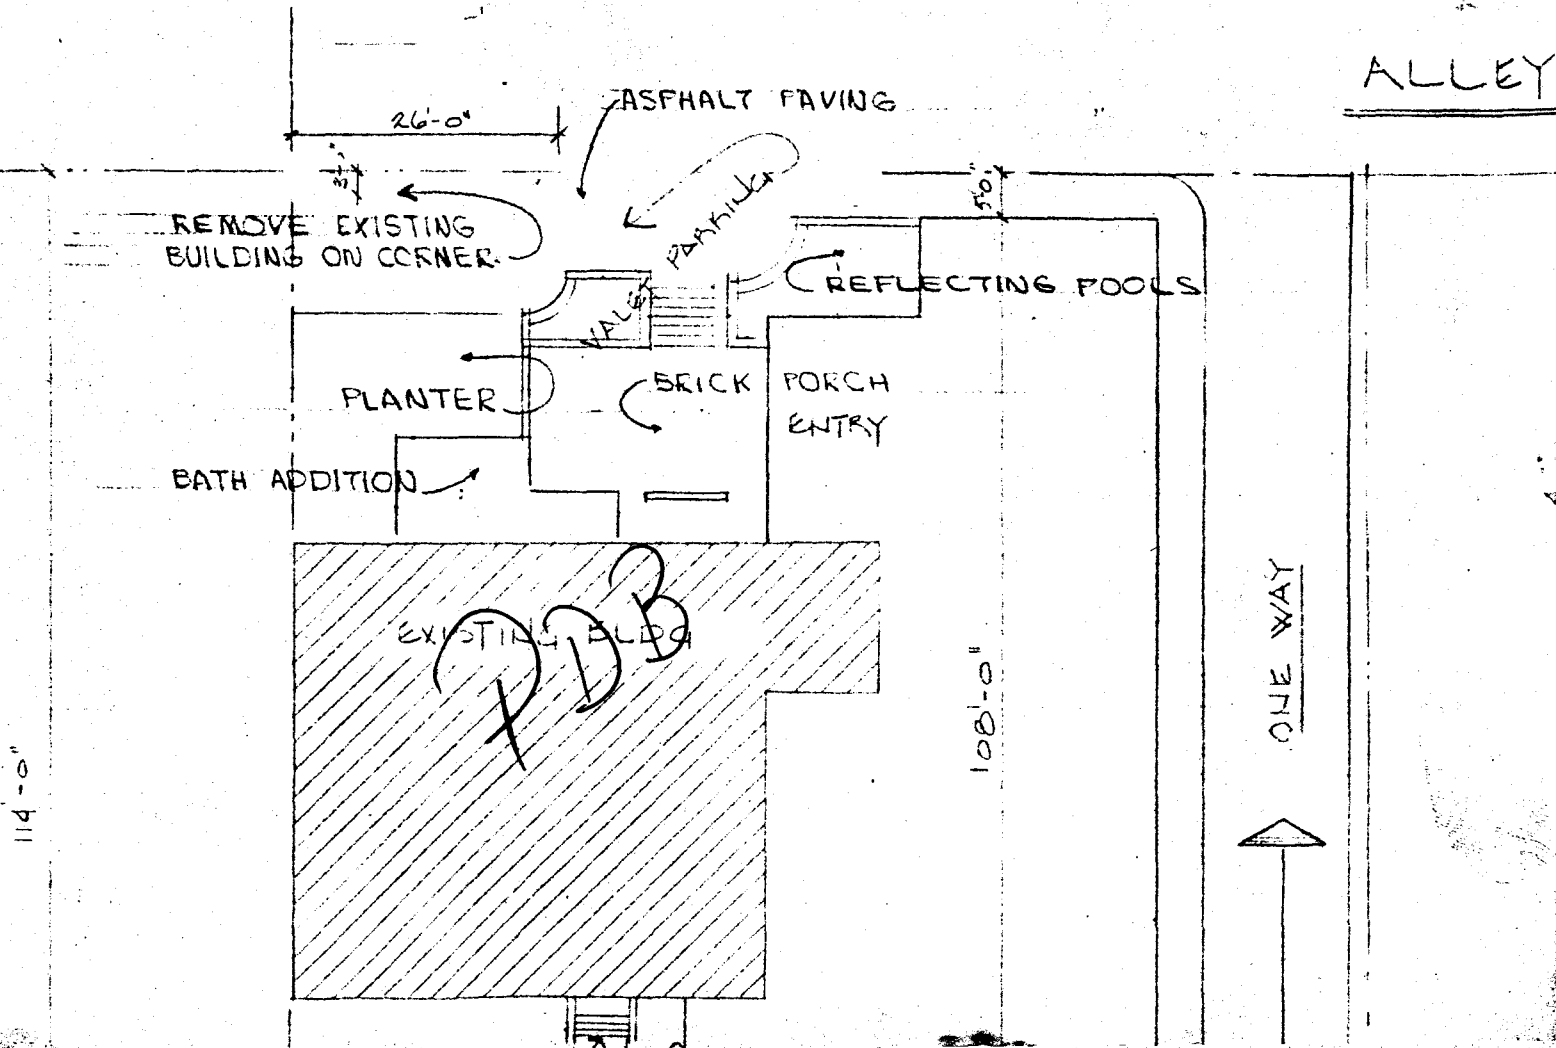 ALLEY
ASPHALT PAVING
26'-0"
5'-0"
REMOVE EXISTING
BUILDING ON CORNER
VALET PARKING
REFLECTING POOLS
PLANTER
BRICK PORCH
ENTRY
BATH ADDITION
EXISTING BLDG
PDB
108'-0"
ONE WAY
114'-0"